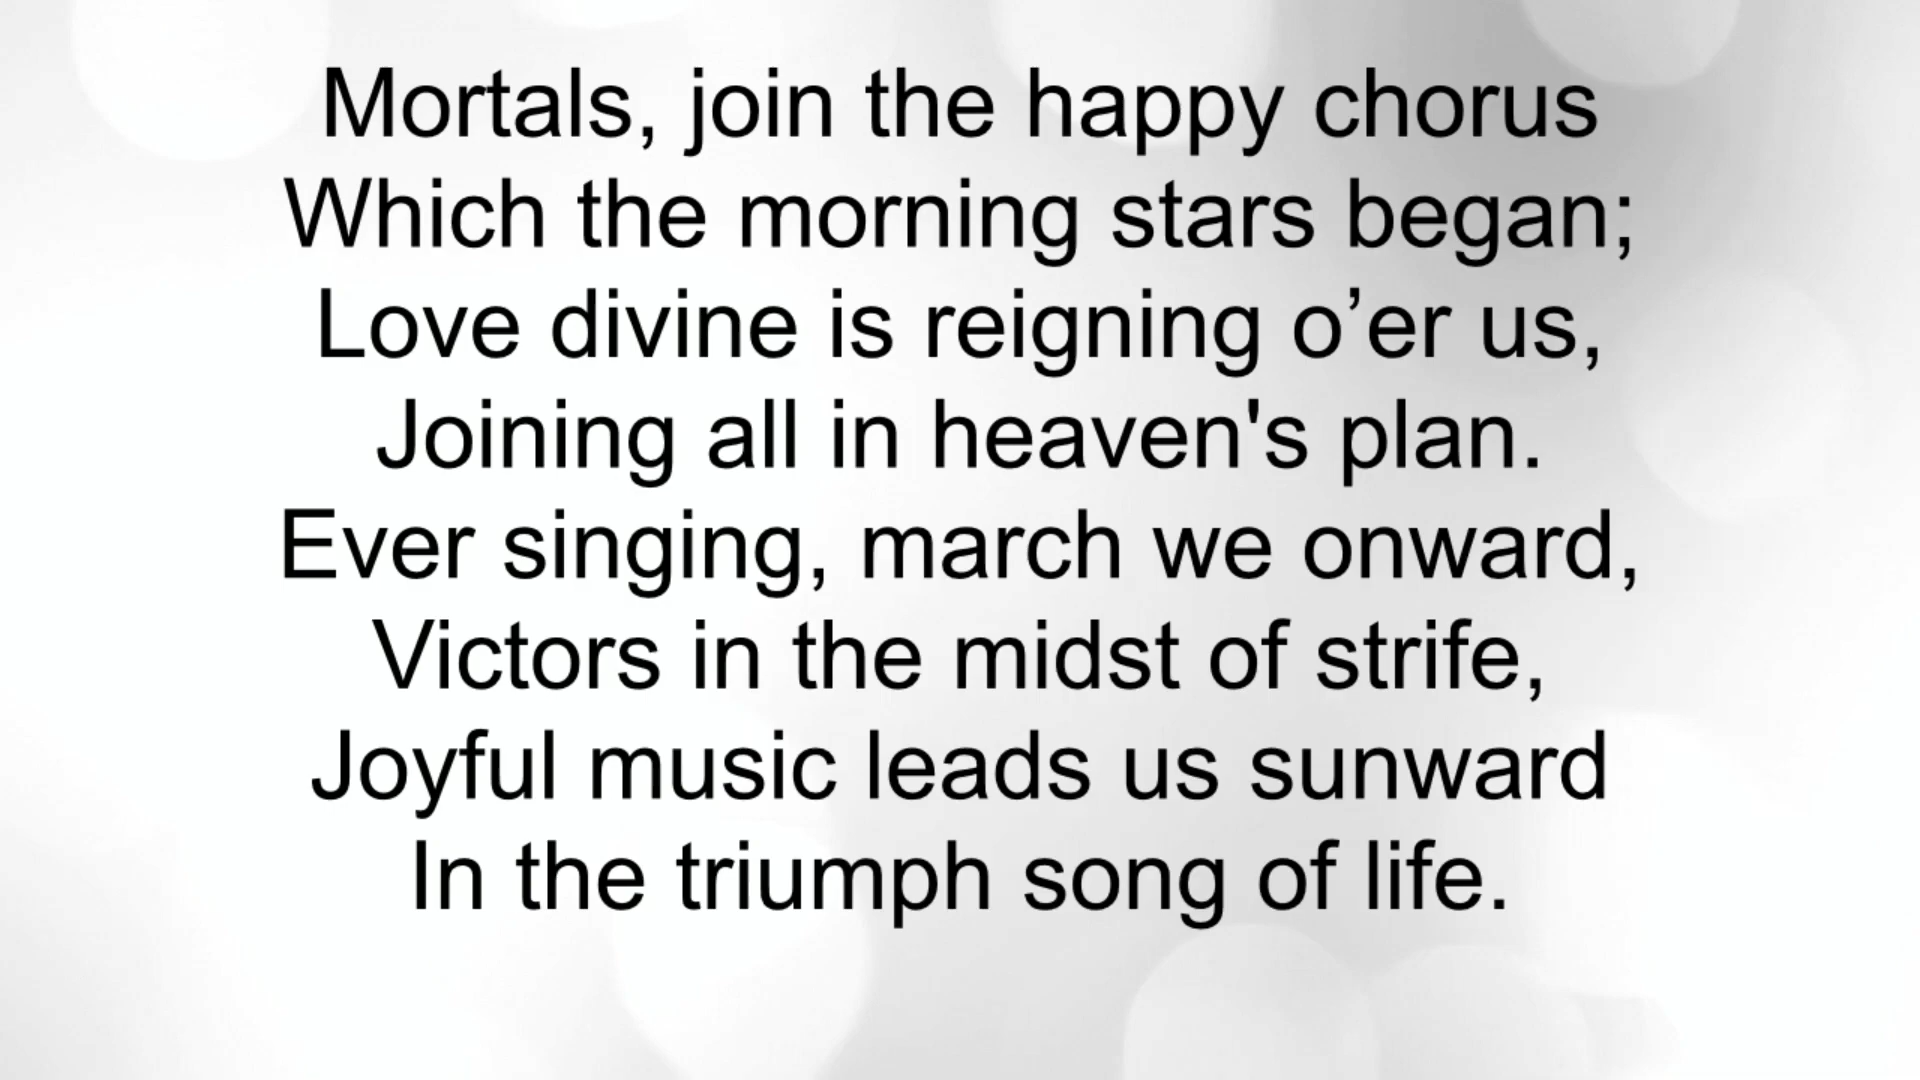 Mortals, join the happy chorus
Which the morning stars began;
Love divine is reigning o’er us,
Joining all in heaven's plan.
Ever singing, march we onward,
Victors in the midst of strife,
Joyful music leads us sunward
In the triumph song of life.